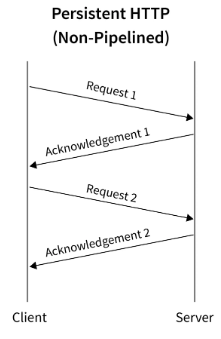 Persistent HTTP
(Non-Pipelined)
Request 1
Acknowledgement 1
Request 2
Acknowledgement 2
Client
Server